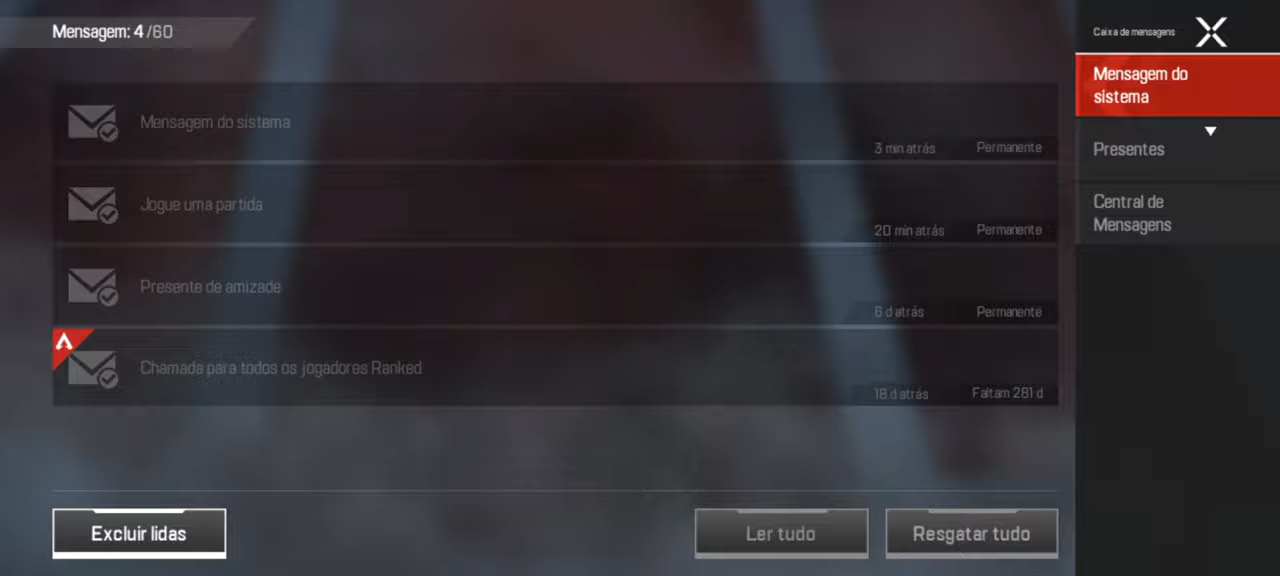 Mensagem: 4 /60
Caixa de mensagens
Mensagem do
sistema
Presentes
Central de
Mensagens
Mensagem do sistema
3 min atrás Permanente
Jogue uma partida
20 min atrás Permanente
Presente de amizade
6 d atrás Permanente
Chamada para todos os jogadores Ranked
18 d atrás Faltam 281 d
Excluir lidas
Ler tudo
Resgatar tudo